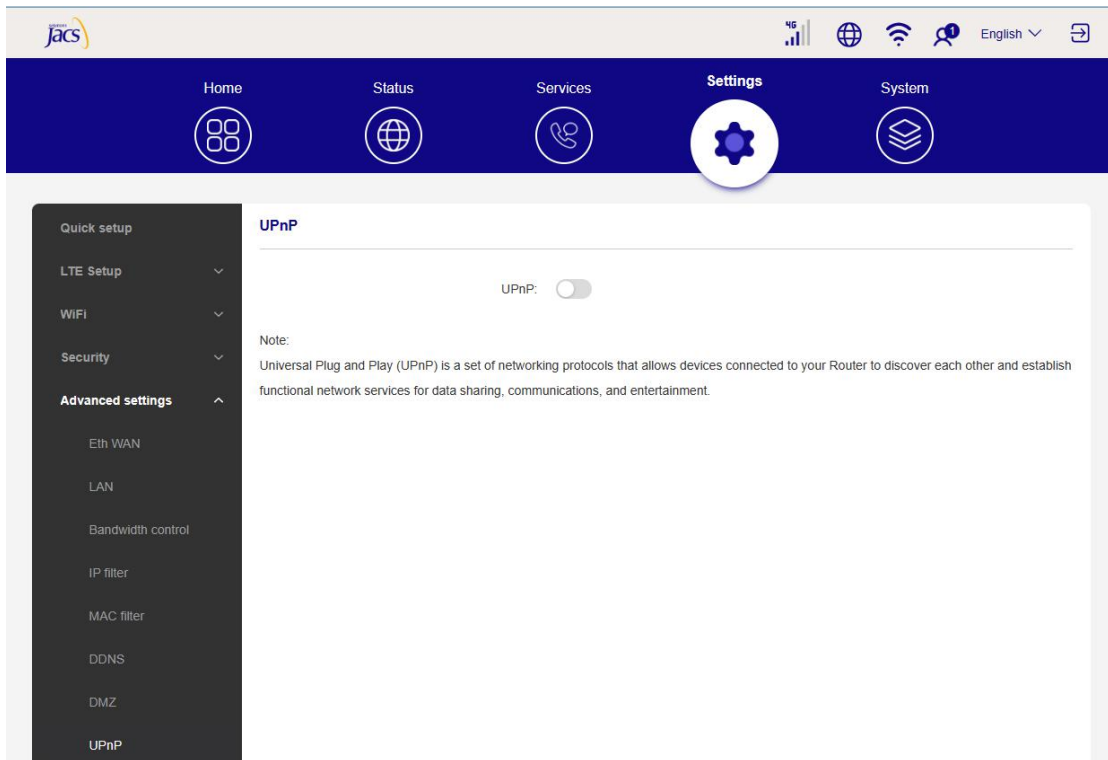 solutions
Jacs
4G
1
English
Home
Status
Services
Settings
System
Quick setup
LTE Setup
WiFi
Security
Advanced settings
Eth WAN
LAN
Bandwidth control
IP filter
MAC filter
DDNS
DMZ
UPnP
UPnP
UPnP:
Note:
Universal Plug and Play (UPnP) is a set of networking protocols that allows devices connected to your Router to discover each other and establish
functional network services for data sharing, communications, and entertainment.